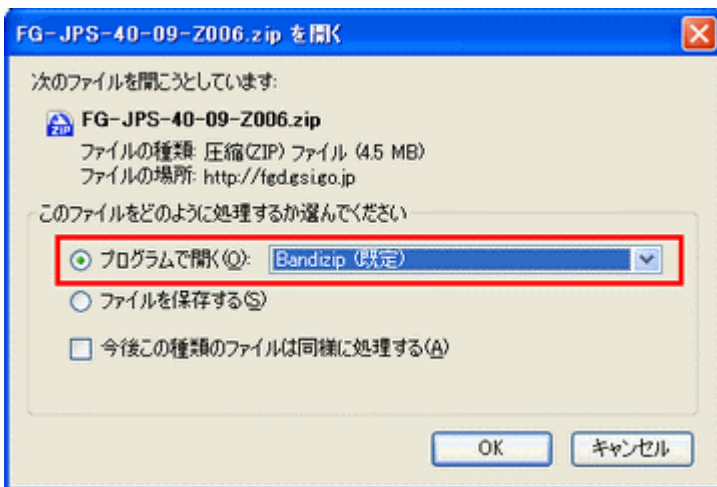 FG-JPS-40-09-Z006.zip を開く
次のファイルを開こうとしています:
ZIP
FG-JPS-40-09-Z006.zip
ファイルの種類: 圧縮(ZIP) ファイル (4.5 MB)
ファイルの場所: http://fgd.gsi.go.jp
このファイルをどのように処理するか選んでください
プログラムで開く(O): Bandizip (既定)
ファイルを保存する(S)
今後この種類のファイルは同様に処理する(A)
OK キャンセル